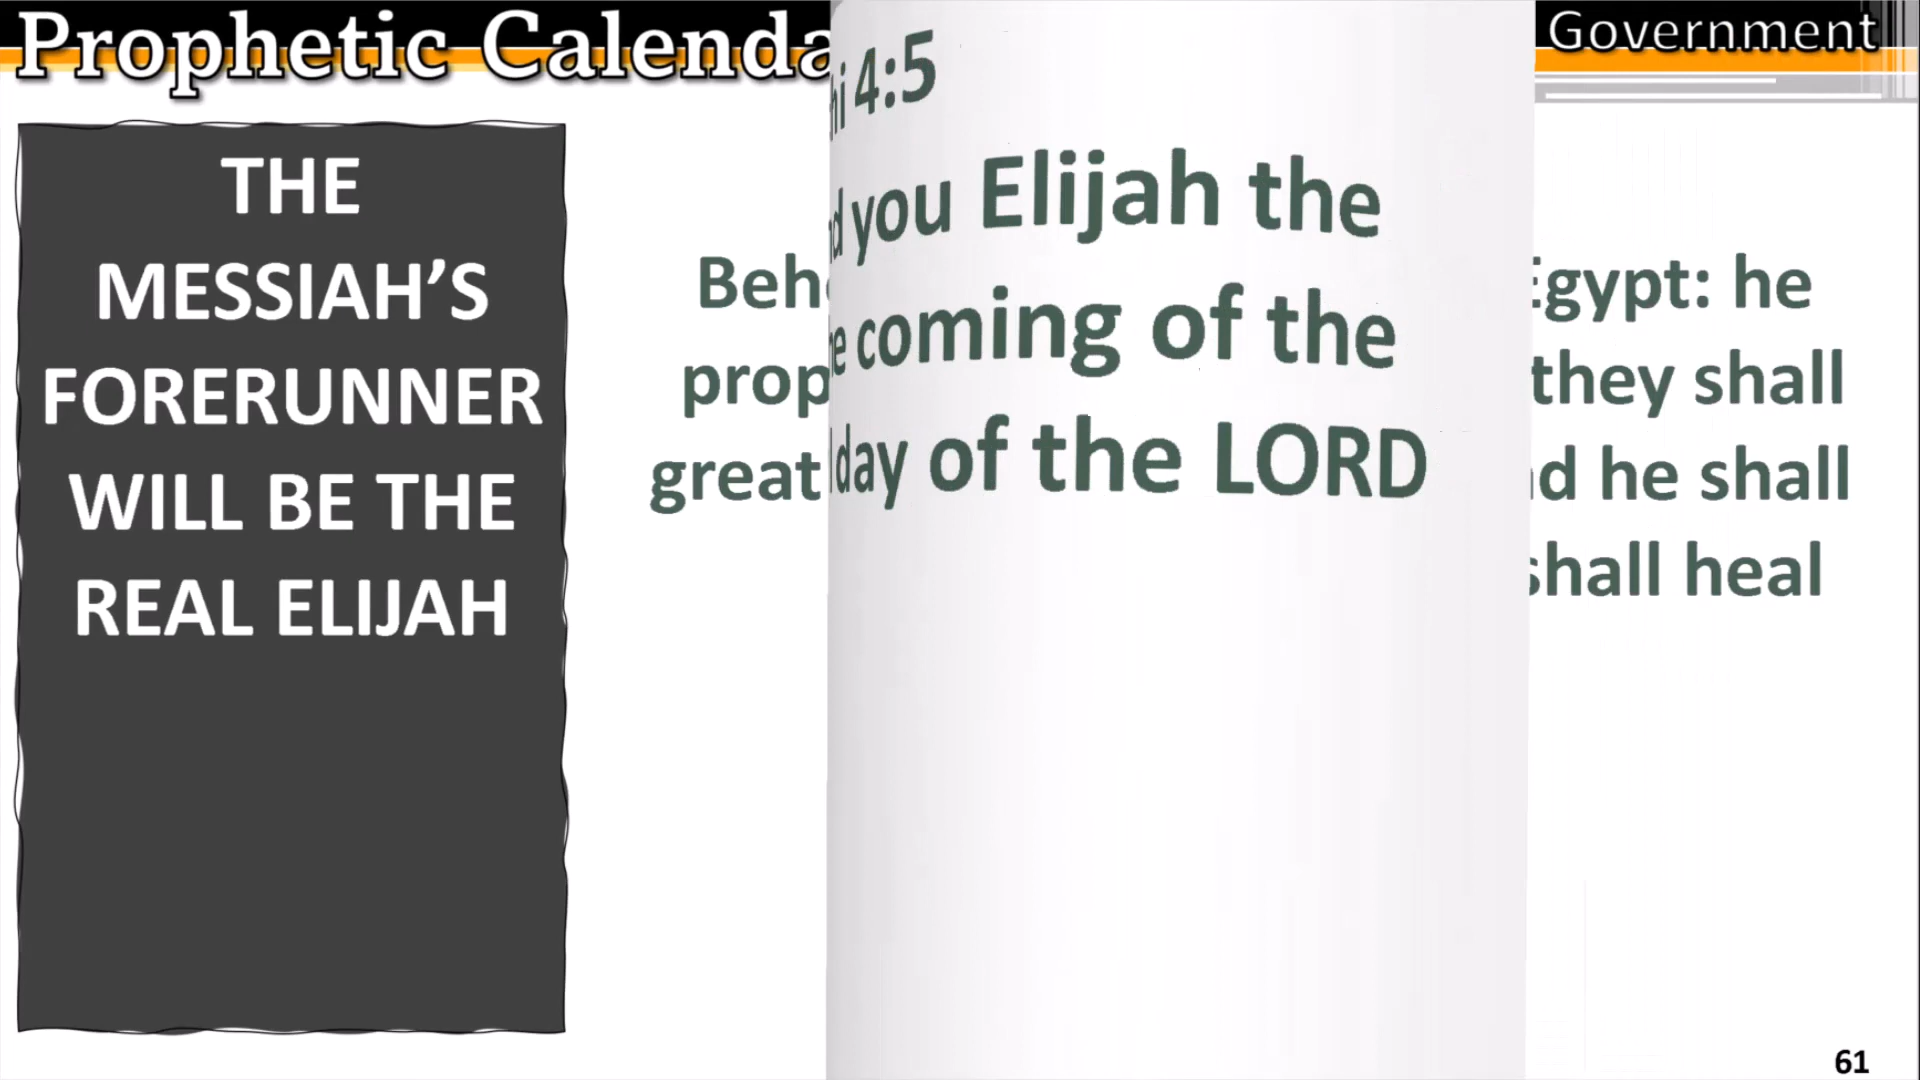 Prophetic Calenda
Government
THE
MESSIAH’S
FORERUNNER
WILL BE THE
REAL ELIJAH
4:5
you Elijah the
coming of the
day of the LORD
Beh
prop
great
Egypt: he
they shall
he shall
shall heal
61